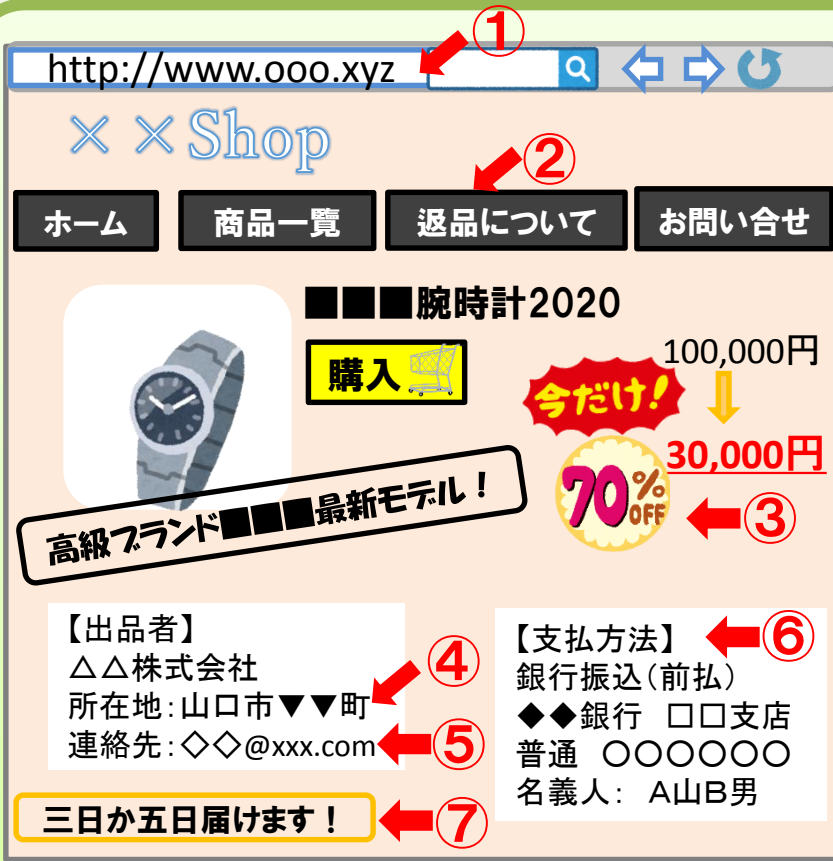 ①
http://www.ooo.xyz
××Shop
②
ホーム 商品一覧 返品について お問い合せ
■■■腕時計2020
購入
100,000円
今だけ!
30,000円
70%OFF
③
高級ブランド■■■最新モデル!
【出品者】
△△株式会社
所在地:山口市▼▼町
④
連絡先:◇◇@xxx.com
⑤
【支払方法】
⑥
銀行振込(前払)
◆◆銀行 □□支店
普通 〇〇〇〇〇〇
名義人: A山B男
三日か五日届けます!
⑦